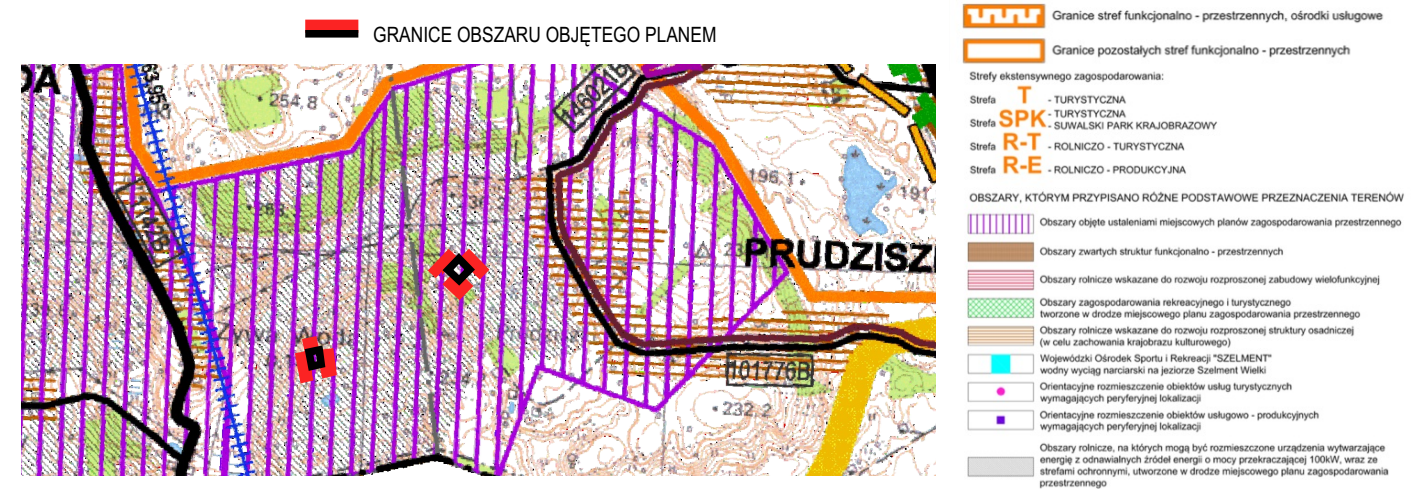 GRANICE OBSZARU OBJĘTEGO PLANEM
DA
63.95
254.8
114602B
196,1
191
PRUDZISZ
Żywa Woda
101776B
232,2
Granice stref funkcjonalno - przestrzennych, ośrodki usługowe
Granice pozostałych stref funkcjonalno - przestrzennych
Strefy ekstensywnego zagospodarowania:
Strefa T - TURYSTYCZNA
Strefa SPK - TURYSTYCZNA
- SUWALSKI PARK KRAJOBRAZOWY
Strefa R-T - ROLNICZO - TURYSTYCZNA
Strefa R-E - ROLNICZO - PRODUKCYJNA
OBSZARY, KTÓRYM PRZYPISANO RÓŻNE PODSTAWOWE PRZEZNACZENIA TERENÓW
Obszary objęte ustaleniami miejscowych planów zagospodarowania przestrzennego
Obszary zwartych struktur funkcjonalno - przestrzennych
Obszary rolnicze wskazane do rozwoju rozproszonej zabudowy wielofunkcyjnej
Obszary zagospodarowania rekreacyjnego i turystycznego
tworzone w drodze miejscowego planu zagospodarowania przestrzennego
Obszary rolnicze wskazane do rozwoju rozproszonej struktury osadniczej
(w celu zachowania krajobrazu kulturowego)
Wojewódzki Ośrodek Sportu i Rekreacji "SZELMENT"
wodny wyciąg narciarski na jeziorze Szelment Wielki
Orientacyjne rozmieszczenie obiektów usług turystycznych
wymagających peryferyjnej lokalizacji
Orientacyjne rozmieszczenie obiektów usługowo - produkcyjnych
wymagających peryferyjnej lokalizacji
Obszary rolnicze, na których mogą być rozmieszczone urządzenia wytwarzające
energię z odnawialnych źródeł energii o mocy przekraczającej 100kW, wraz ze
strefami ochronnymi, utworzone w drodze miejscowego planu zagospodarowania
przestrzennego